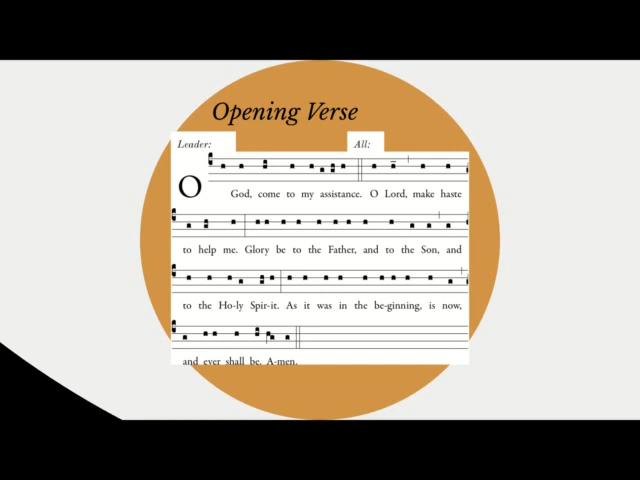 Opening Verse
Leader: All:
O God, come to my assistance. O Lord, make haste
to help me. Glory be to the Father, and to the Son, and
to the Ho-ly Spir-it. As it was in the be-ginning, is now,
and ever shall be. A-men.